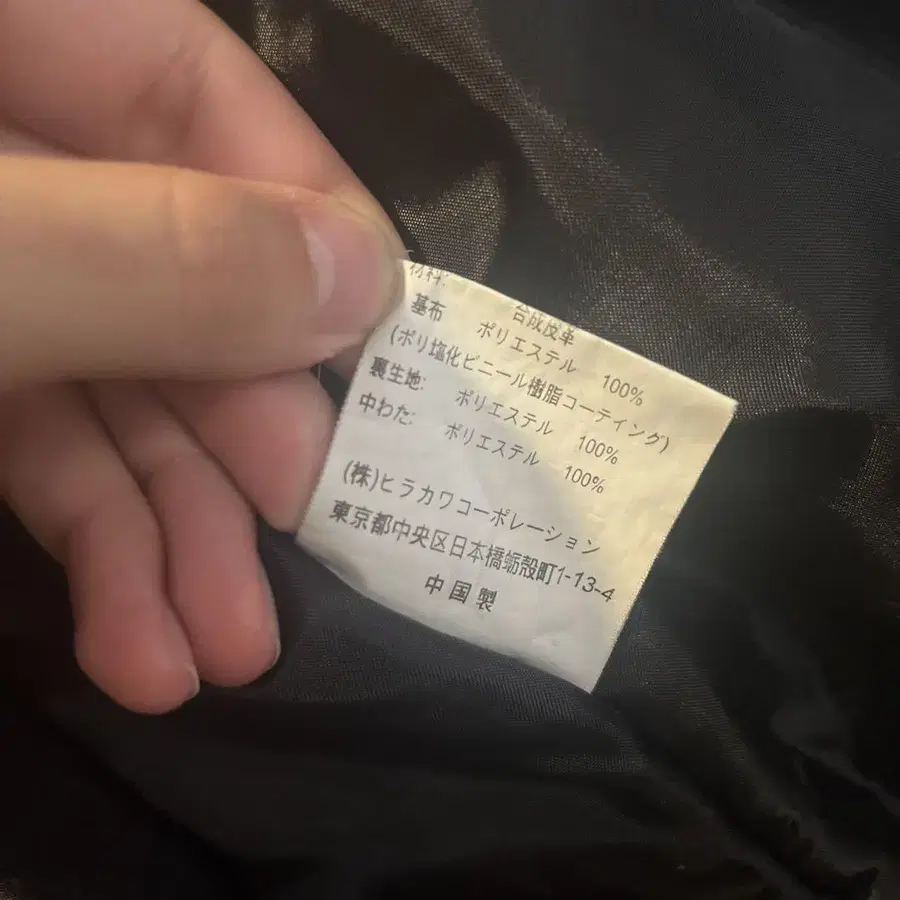 材料: 合成皮革
基布 ポリエステル 100%
(ポリ塩化ビニール樹脂コーティング)
裏生地: ポリエステル 100%
中わた: ポリエステル 100%
(株)ヒラカワコーポレーション
東京都中央区日本橋蛎殻町1-13-4
中国製